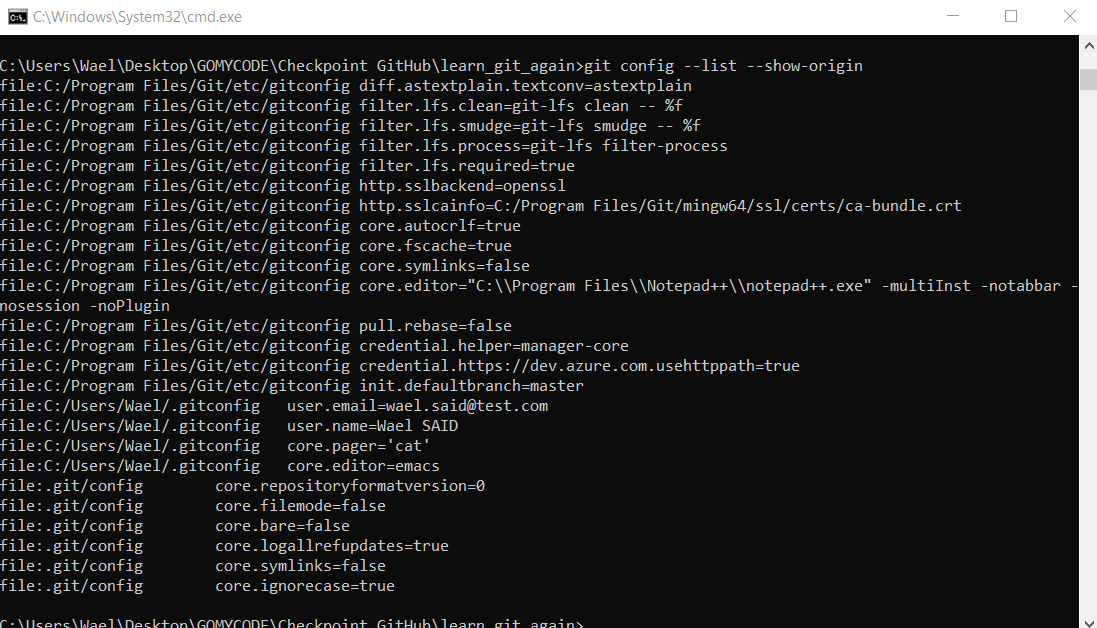 C:\Windows\System32\cmd.exe
C:\Users\Wael\Desktop\GOMYCODE\Checkpoint GitHub\learn_git_again>git config --list --show-origin
file:C:/Program Files/Git/etc/gitconfig diff.astextplain.textconv=astextplain
file:C:/Program Files/Git/etc/gitconfig filter.lfs.clean=git-lfs clean -- %f
file:C:/Program Files/Git/etc/gitconfig filter.lfs.smudge=git-lfs smudge -- %f
file:C:/Program Files/Git/etc/gitconfig filter.lfs.process=git-lfs filter-process
file:C:/Program Files/Git/etc/gitconfig filter.lfs.required=true
file:C:/Program Files/Git/etc/gitconfig http.sslbackend=openssl
file:C:/Program Files/Git/etc/gitconfig http.sslcainfo=C:/Program Files/Git/mingw64/ssl/certs/ca-bundle.crt
file:C:/Program Files/Git/etc/gitconfig core.autocrlf=true
file:C:/Program Files/Git/etc/gitconfig core.fscache=true
file:C:/Program Files/Git/etc/gitconfig core.symlinks=false
file:C:/Program Files/Git/etc/gitconfig core.editor="C:\\Program Files\\Notepad++\\notepad++.exe" -multiInst -notabbar -
nosession -noPlugin
file:C:/Program Files/Git/etc/gitconfig pull.rebase=false
file:C:/Program Files/Git/etc/gitconfig credential.helper=manager-core
file:C:/Program Files/Git/etc/gitconfig credential.https://dev.azure.com.usehttppath=true
file:C:/Program Files/Git/etc/gitconfig init.defaultbranch=master
file:C:/Users/Wael/.gitconfig   user.email=wael.said@test.com
file:C:/Users/Wael/.gitconfig   user.name=Wael SAID
file:C:/Users/Wael/.gitconfig   core.pager='cat'
file:C:/Users/Wael/.gitconfig   core.editor=emacs
file:.git/config        core.repositoryformatversion=0
file:.git/config        core.filemode=false
file:.git/config        core.bare=false
file:.git/config        core.logallrefupdates=true
file:.git/config        core.symlinks=false
file:.git/config        core.ignorecase=true
C:\Users\Wael\Desktop\GOMYCODE\Checkpoint GitHub\learn_git_again>